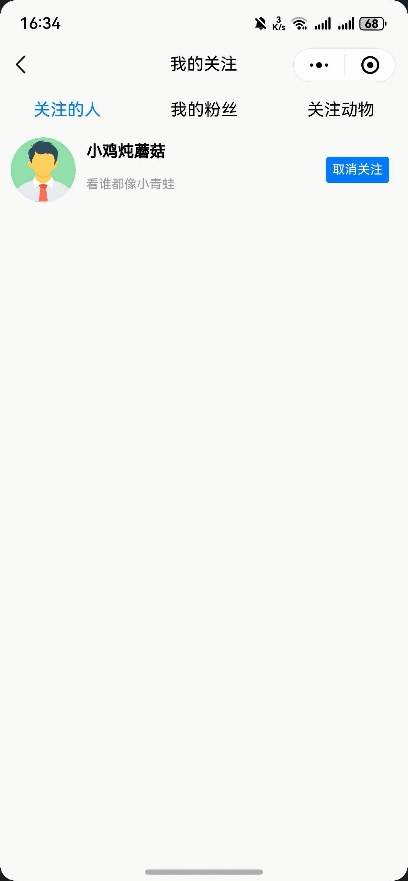 16:34
3
K/s
68
我的关注
关注的人
我的粉丝
关注动物
小鸡炖蘑菇
看谁都像小青蛙
取消关注